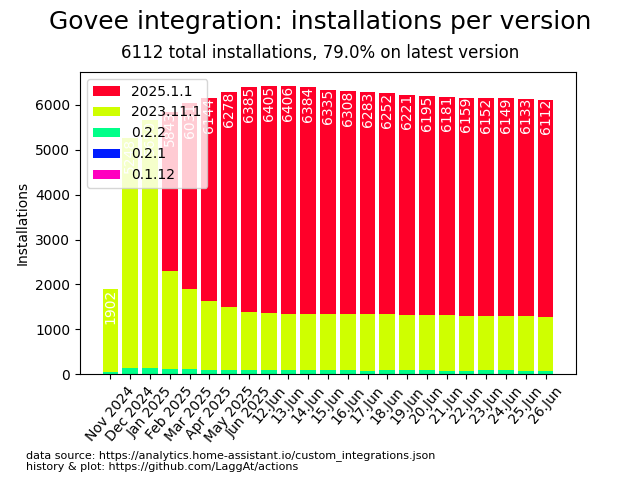 Govee integration: installations per version
6112 total installations, 79.0% on latest version
Installations
6000
5000
4000
3000
2000
1000
0
2025.1.1
2023.11.1
0.2.2
0.2.1
0.1.12
1902
6144
6278
6385
6405
6406
6384
6335
6308
6283
6252
6221
6195
6181
6159
6152
6149
6133
6112
Nov 2024
Dec 2024
Jan 2025
Feb 2025
Mar 2025
Apr 2025
May 2025
Jun 2025
12.Jun
13.Jun
14.Jun
15.Jun
16.Jun
17.Jun
18.Jun
19.Jun
20.Jun
21.Jun
22.Jun
23.Jun
24.Jun
25.Jun
26.Jun
data source: https://analytics.home-assistant.io/custom_integrations.json
history & plot: https://github.com/LaggAt/actions